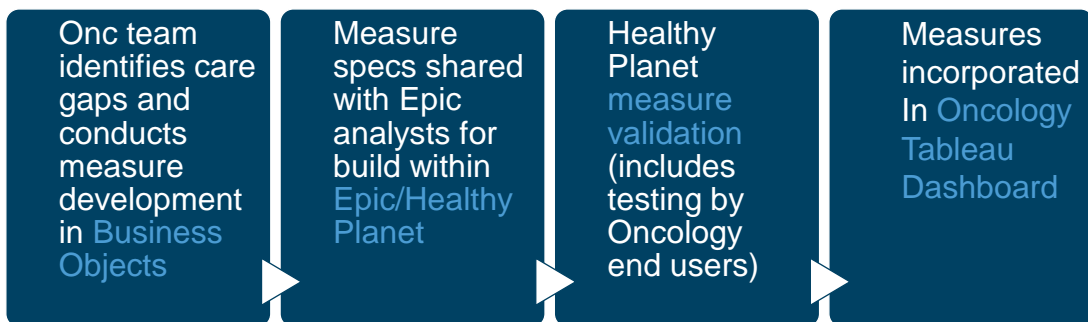 Onc team
identifies care
gaps and
conducts
measure
development
in Business
Objects
Measure
specs shared
with Epic
analysts for
build within
Epic/Healthy
Planet
Healthy
Planet
measure
validation
(includes
testing by
Oncology
end users)
Measures
incorporated
In Oncology
Tableau
Dashboard